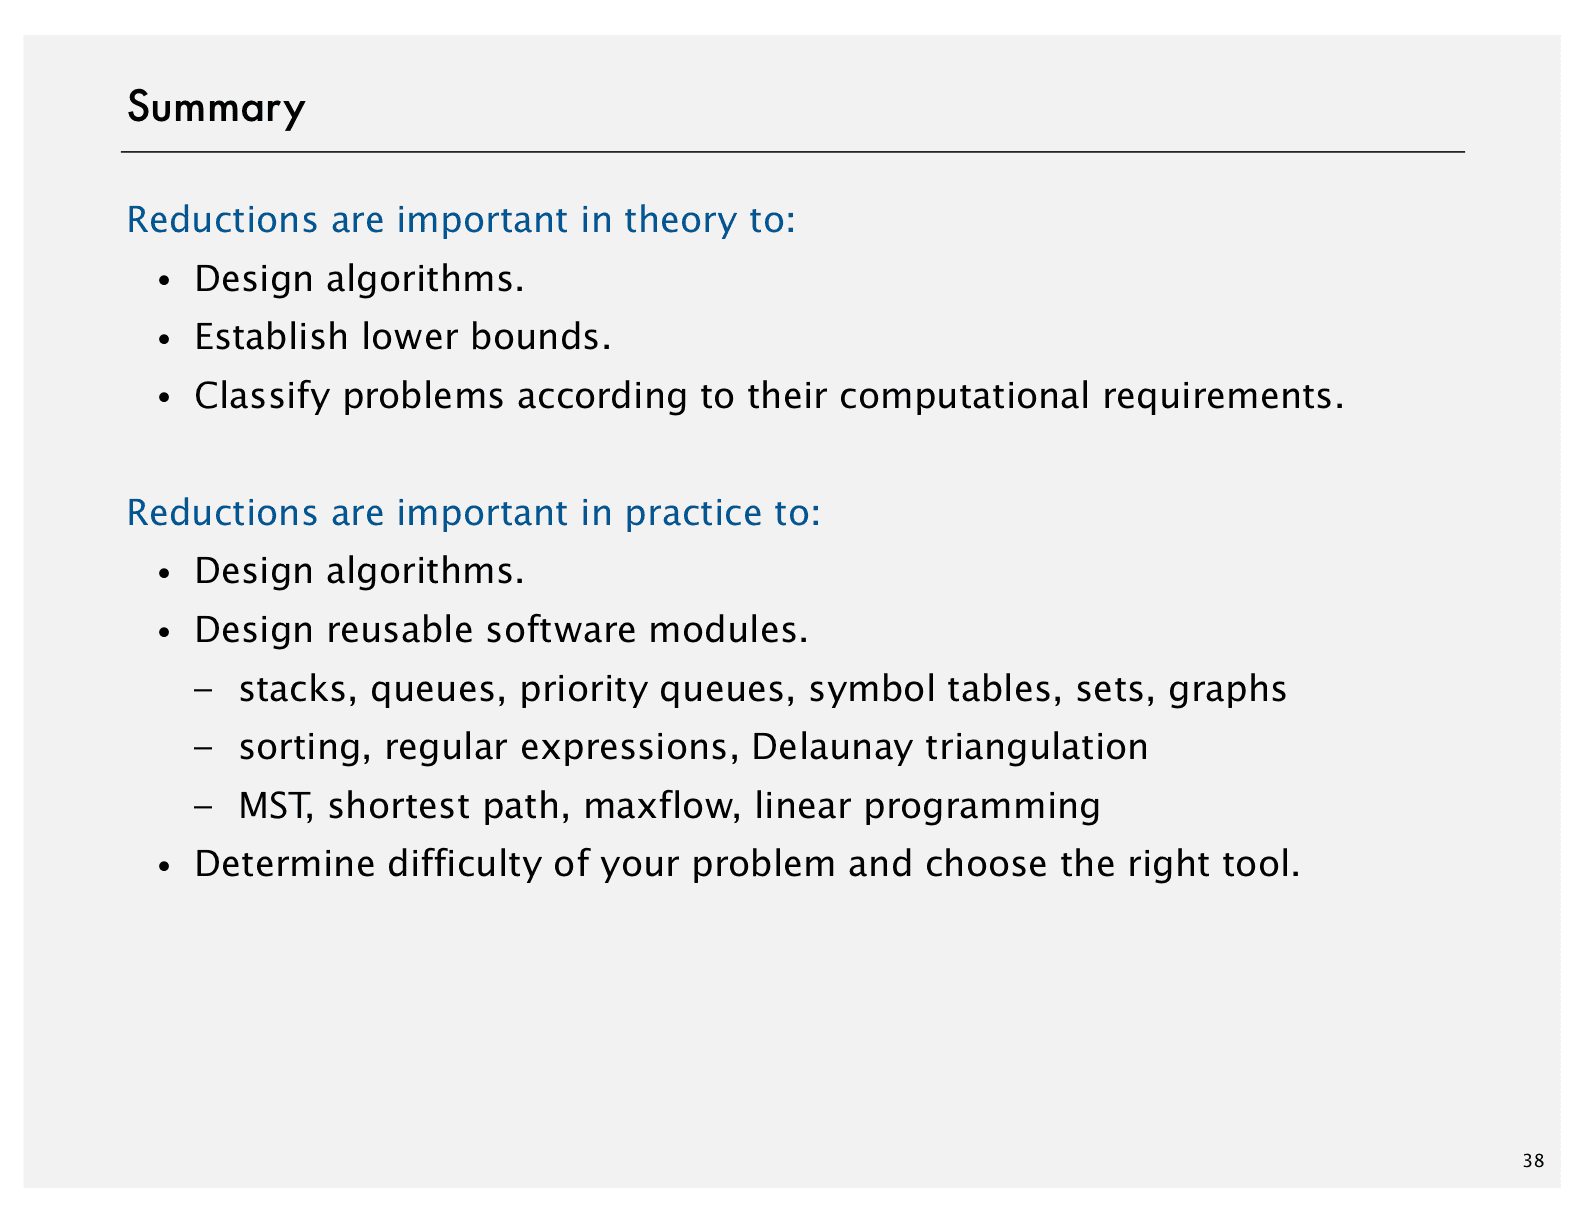 Summary
Reductions are important in theory to:
• Design algorithms.
• Establish lower bounds.
• Classify problems according to their computational requirements.
Reductions are important in practice to:
• Design algorithms.
• Design reusable software modules.
– stacks, queues, priority queues, symbol tables, sets, graphs
– sorting, regular expressions, Delaunay triangulation
– MST, shortest path, maxflow, linear programming
• Determine difficulty of your problem and choose the right tool.
38